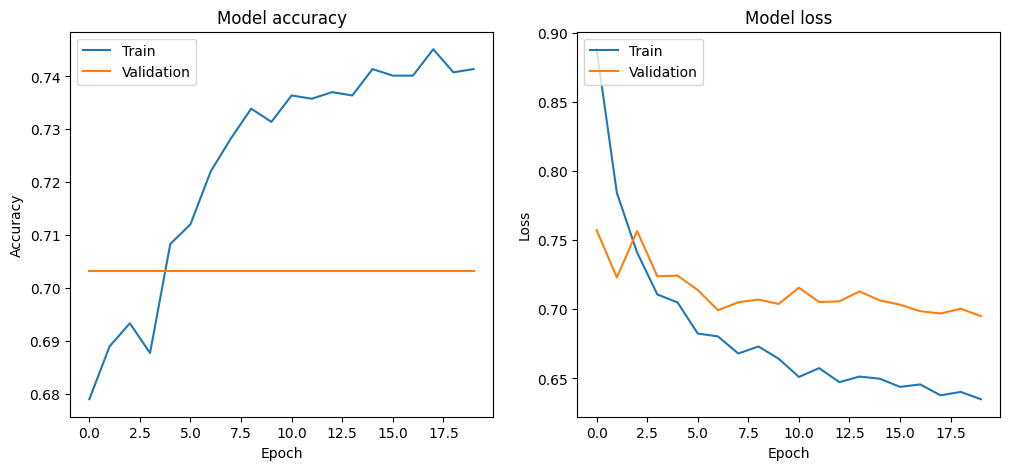 Model accuracy
Train
Validation
0.74
0.73
0.72
0.71
0.70
0.69
0.68
Accuracy
0.0 2.5 5.0 7.5 10.0 12.5 15.0 17.5
Epoch
Model loss
Train
Validation
0.90
0.85
0.80
0.75
0.70
0.65
Loss
0.0 2.5 5.0 7.5 10.0 12.5 15.0 17.5
Epoch